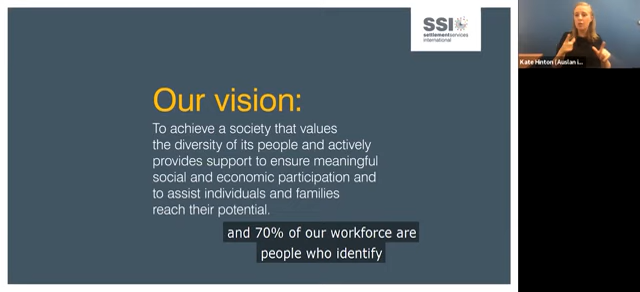 SSI
settlementservices
international
Our vision:
To achieve a society that values
the diversity of its people and actively
provides support to ensure meaningful
social and economic participation and
to assist individuals and families
reach their potential.
and 70% of our workforce are
people who identify
Kate Hinton (Auslan i...